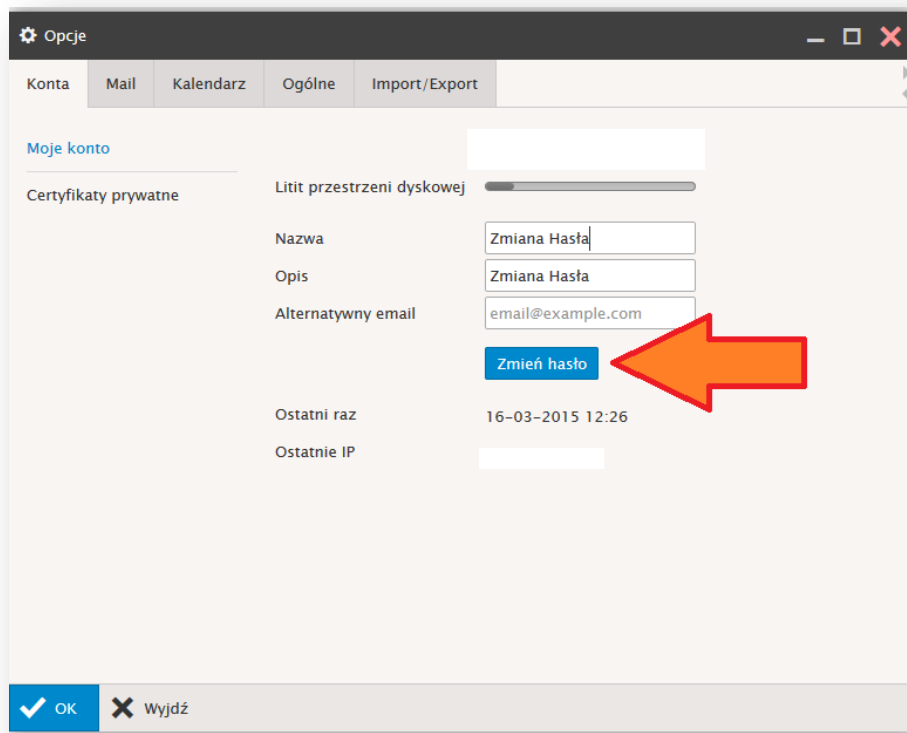 Opcje
Konta Mail Kalendarz Ogólne Import/Export
Moje konto
Certyfikaty prywatne
Litit przestrzeni dyskowej
Nazwa Zmiana Hasła
Opis Zmiana Hasła
Alternatywny email email@example.com
Zmień hasło
Ostatni raz 16-03-2015 12:26
Ostatnie IP
OK Wyjdź